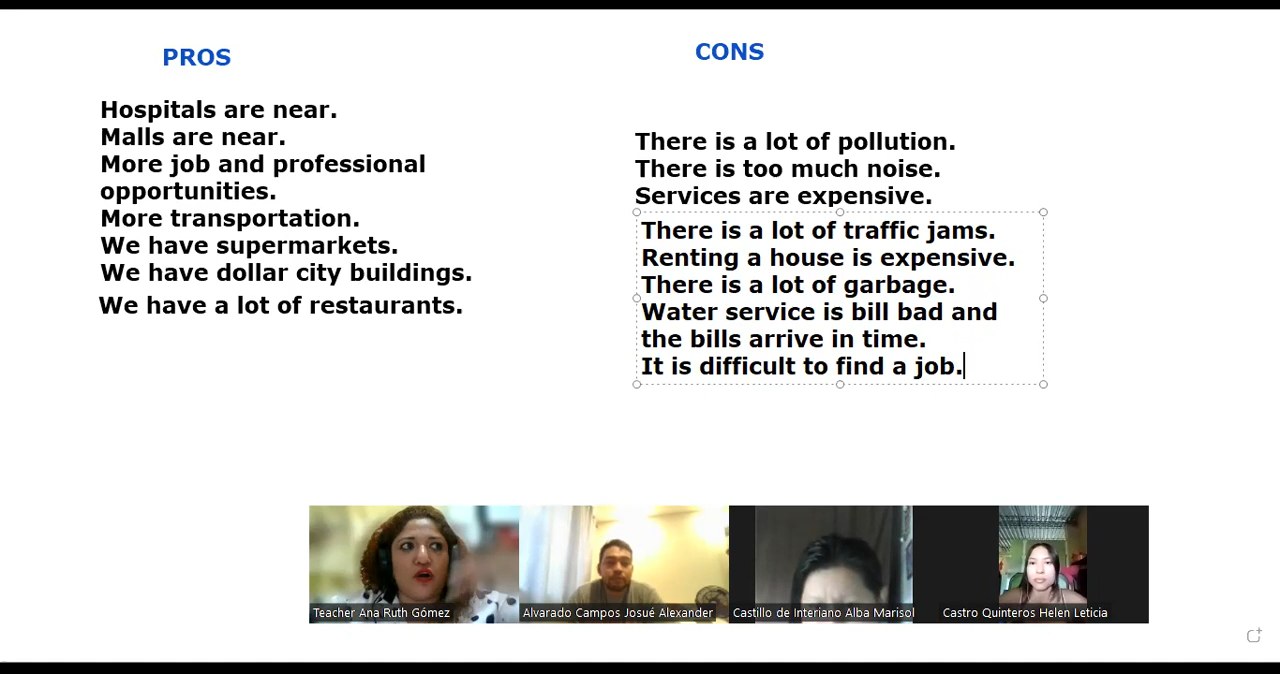 PROS
Hospitals are near.
Malls are near.
More job and professional
opportunities.
More transportation.
We have supermarkets.
We have dollar city buildings.
We have a lot of restaurants.
CONS
There is a lot of pollution.
There is too much noise.
Services are expensive.
There is a lot of traffic jams.
Renting a house is expensive.
There is a lot of garbage.
Water service is bill bad and
the bills arrive in time.
It is difficult to find a job.
Teacher Ana Ruth Gómez
Alvarado Campos Josué Alexander
Castillo de Interiano Alba Marisol
Castro Quinteros Helen Leticia